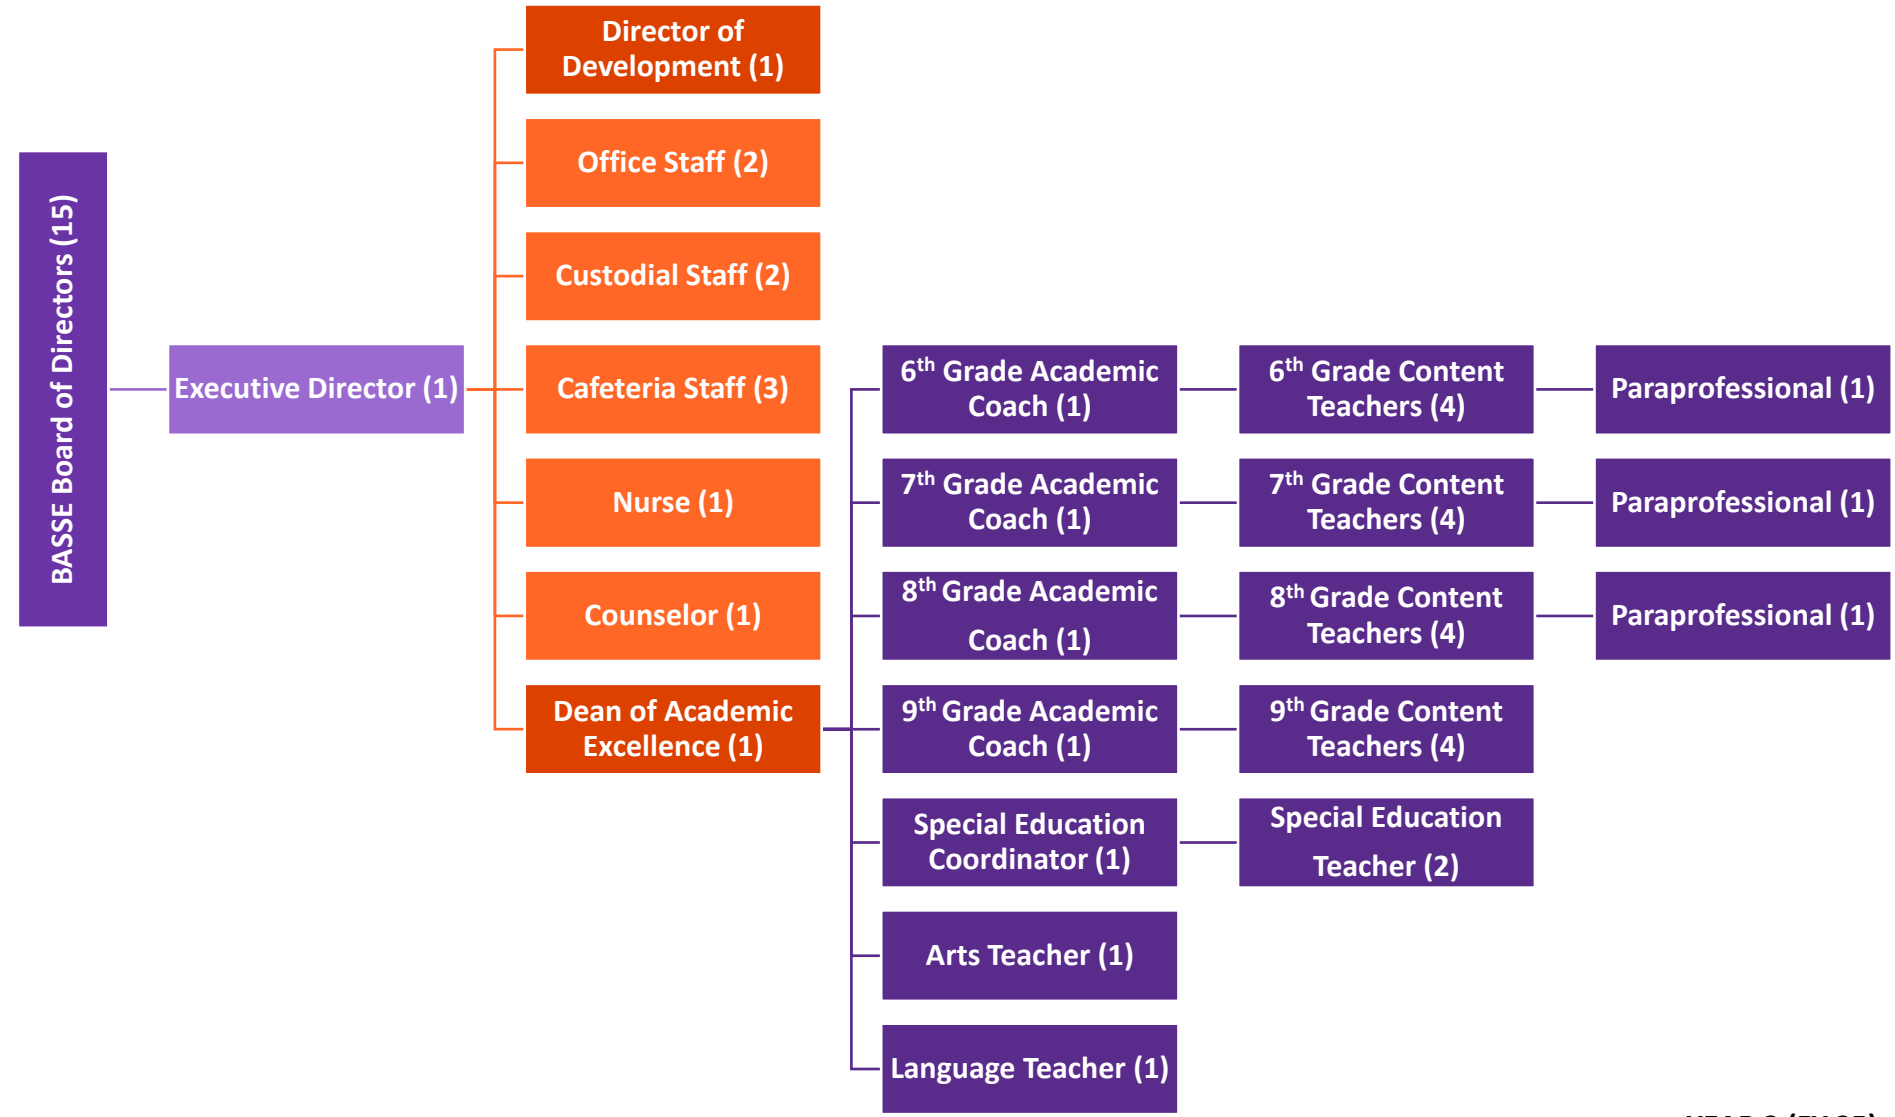 BASSE Board of Directors (15)
Executive Director (1)
Director of
Development (1)
Office Staff (2)
Custodial Staff (2)
Cafeteria Staff (3)
Nurse (1)
Counselor (1)
Dean of Academic
Excellence (1)
6th Grade Academic
Coach (1)
6th Grade Content
Teachers (4)
Paraprofessional (1)
7th Grade Academic
Coach (1)
7th Grade Content
Teachers (4)
Paraprofessional (1)
8th Grade Academic
Coach (1)
8th Grade Content
Teachers (4)
Paraprofessional (1)
9th Grade Academic
Coach (1)
9th Grade Content
Teachers (4)
Special Education
Coordinator (1)
Special Education
Teacher (2)
Arts Teacher (1)
Language Teacher (1)